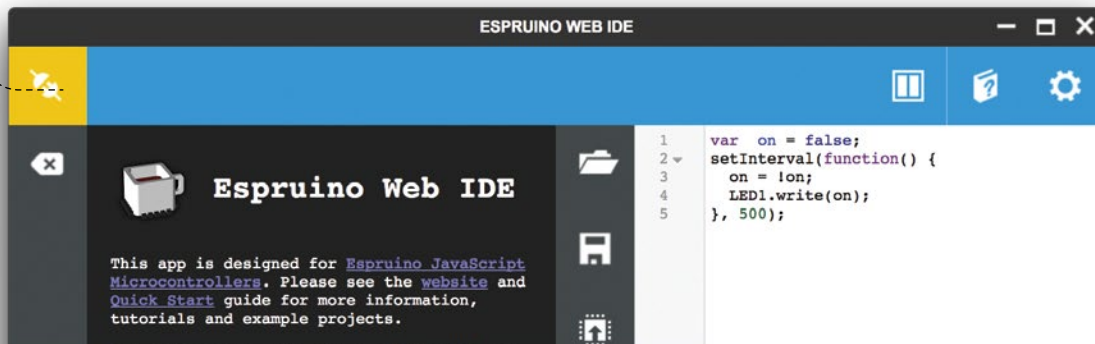 ESPRUINO WEB IDE
Espruino Web IDE
This app is designed for Espruino JavaScript
Microcontrollers. Please see the website and
Quick Start guide for more information,
tutorials and example projects.
1 var  on = false;
2 setInterval(function() {
3   on = !on;
4   LED1.write(on);
5 }, 500);